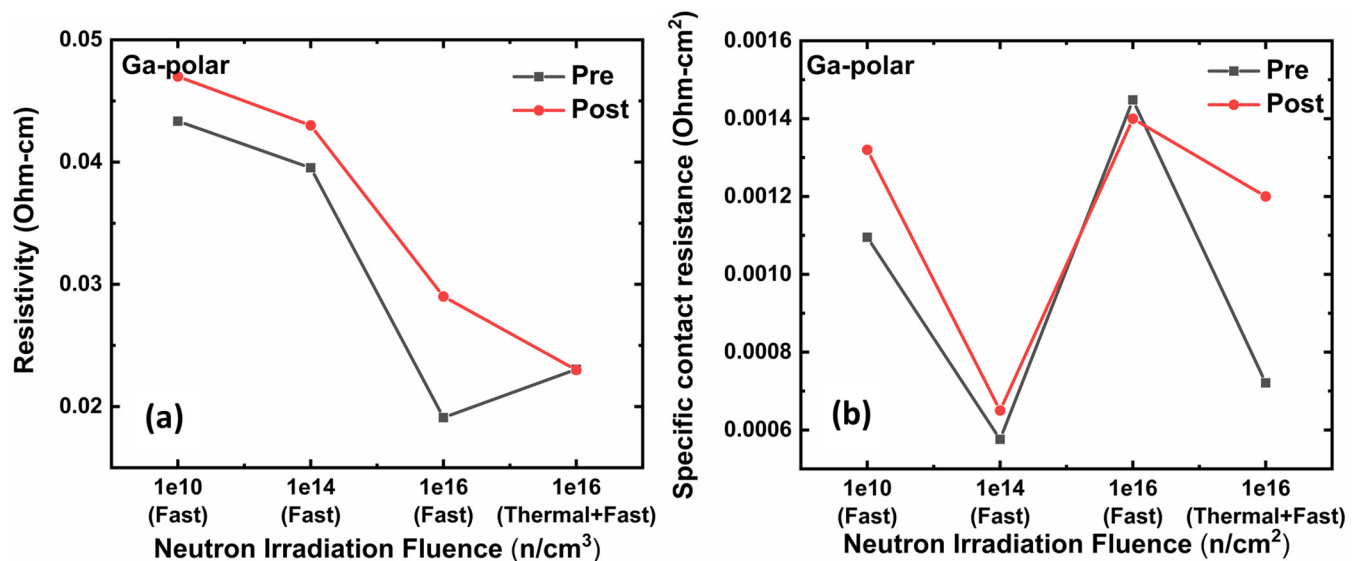 0.05
0.04
0.03
0.02
Resistivity (Ohm-cm)
Ga-polar
Pre
Post
(a)
1e10 1e14 1e16 1e16
(Fast) (Fast) (Fast) (Thermal+Fast)
Neutron Irradiation Fluence (n/cm³)
0.0016
0.0014
0.0012
0.0010
0.0008
0.0006
Specific contact resistance (Ohm-cm²)
Ga-polar
Pre
Post
(b)
1e10 1e14 1e16 1e16
(Fast) (Fast) (Fast) (Thermal+Fast)
Neutron Irradiation Fluence (n/cm²)